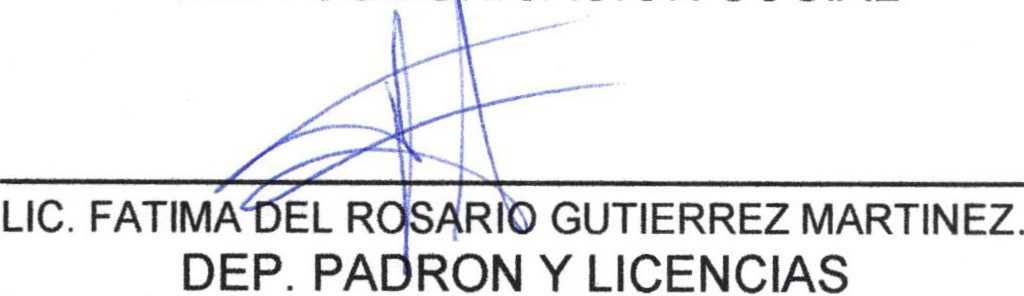 LIC. FATIMA DEL ROSARIO GUTIERREZ MARTINEZ.
DEP. PADRON Y LICENCIAS